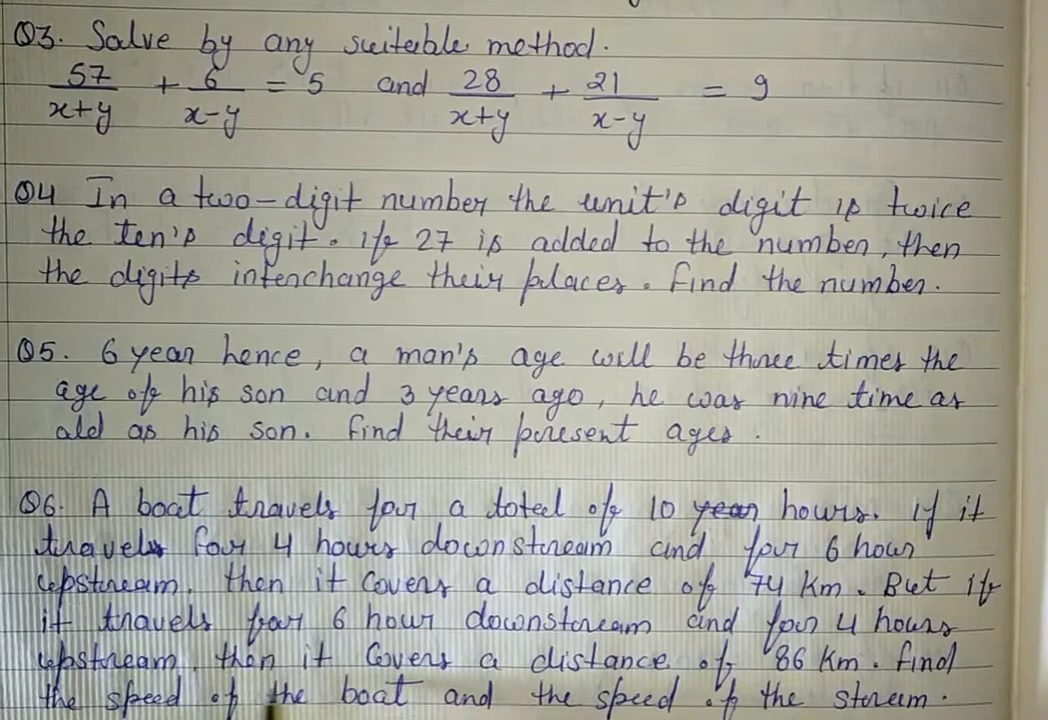 Q3. Solve by any suiteble method.
57/x+y + 6/x-y = 5 and 28/x+y + 21/x-y = 9
Q4 In a two-digit number the unit's digit is twice
the ten's digit. If 27 is added to the number, then
the digits interchange their places. Find the number.
Q5. 6 year hence, a man's age will be three times the
age of his son and 3 years ago, he was nine time as
old as his son. Find their present ages.
Q6. A boat travels for a total of 10 year hours. If it
travels for 4 hours downstream and for 6 hour
upstream, then it covers a distance of 74 km. But if
it travels for 6 hour downstream and for 4 hours
upstream, then it covers a distance of 86 km. find
the speed of the boat and the speed of the stream.